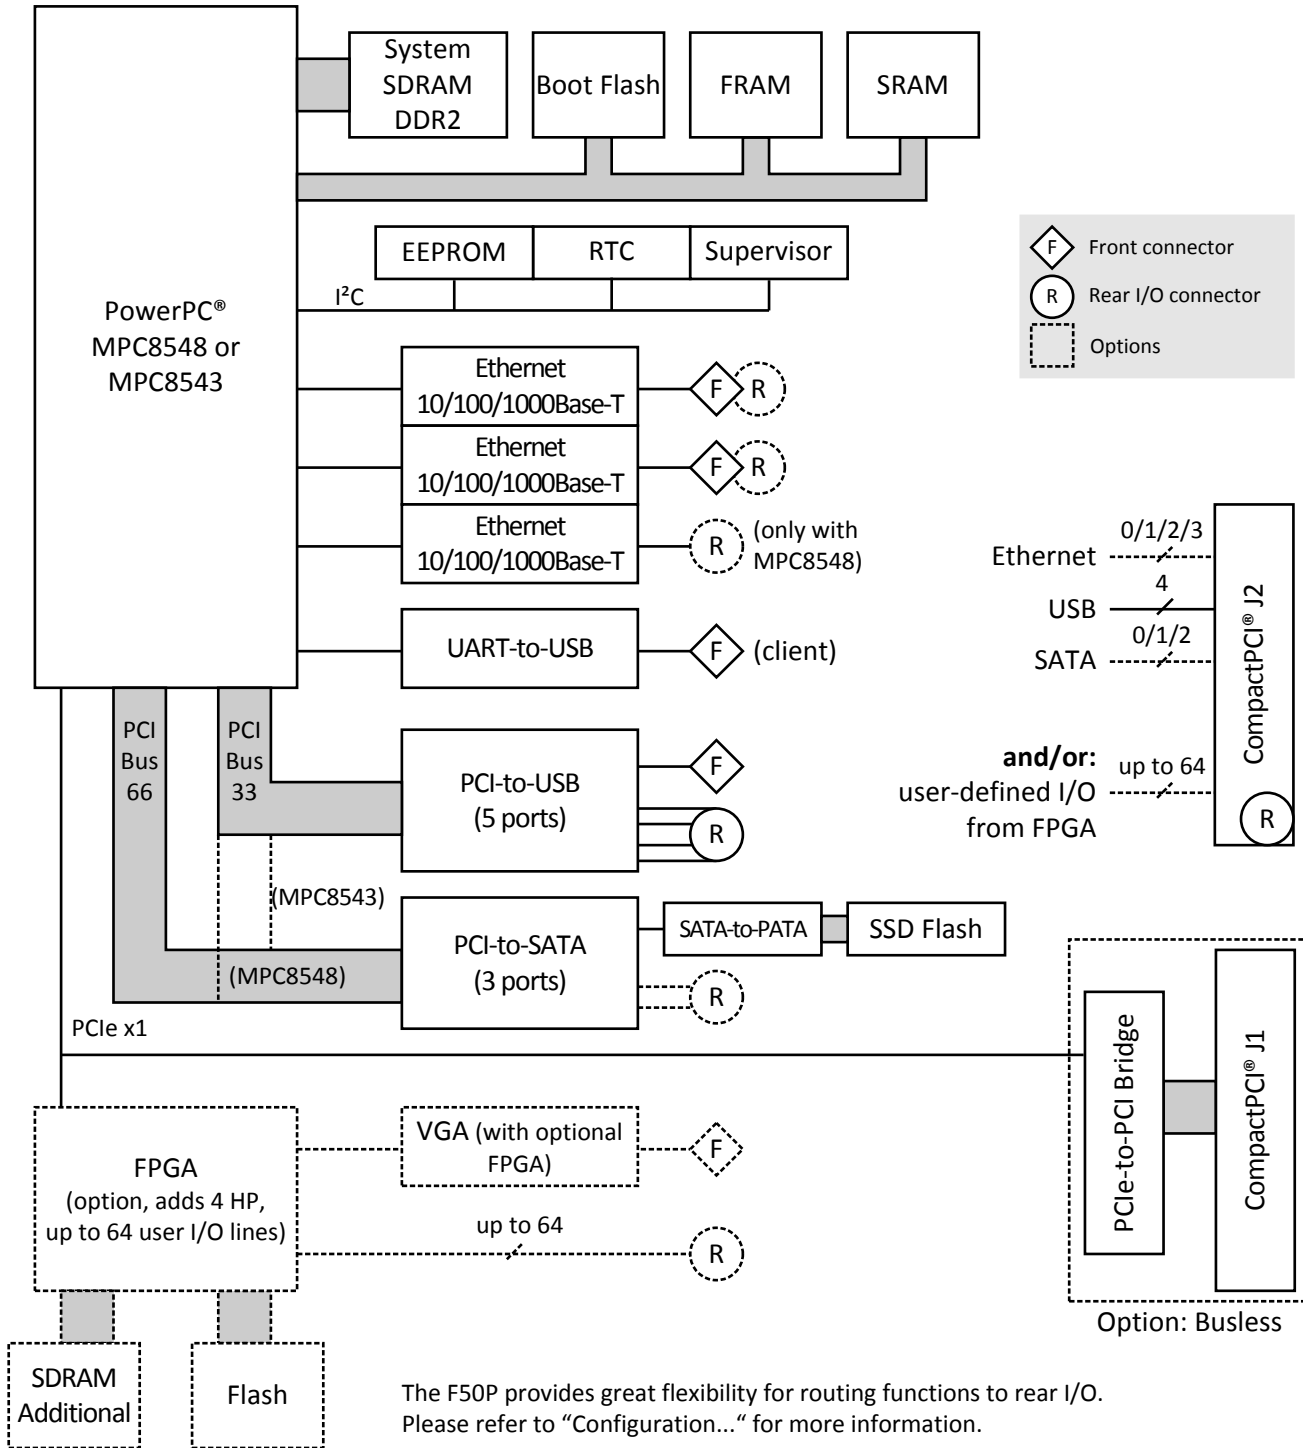 System
SDRAM
DDR2
Boot Flash
FRAM
SRAM
EEPROM
RTC
Supervisor
I²C
PowerPC®
MPC8548 or
MPC8543
F
Front connector
R
Rear I/O connector
Options
Ethernet
10/100/1000Base-T
F
R
Ethernet
10/100/1000Base-T
F
R
Ethernet
10/100/1000Base-T
R
(only with
MPC8548)
UART-to-USB
F
(client)
Ethernet
0/1/2/3
USB
4
SATA
0/1/2
and/or:
user-defined I/O
from FPGA
up to 64
CompactPCI® J2
R
PCI
Bus
66
PCI
Bus
33
PCI-to-USB
(5 ports)
F
R
(MPC8543)
(MPC8548)
PCI-to-SATA
(3 ports)
SATA-to-PATA
SSD Flash
R
PCIe x1
PCIe-to-PCI Bridge
CompactPCI® J1
Option: Busless
FPGA
(option, adds 4 HP,
up to 64 user I/O lines)
VGA (with optional
FPGA)
F
up to 64
R
SDRAM
Additional
Flash
The F50P provides great flexibility for routing functions to rear I/O.
Please refer to “Configuration...“ for more information.